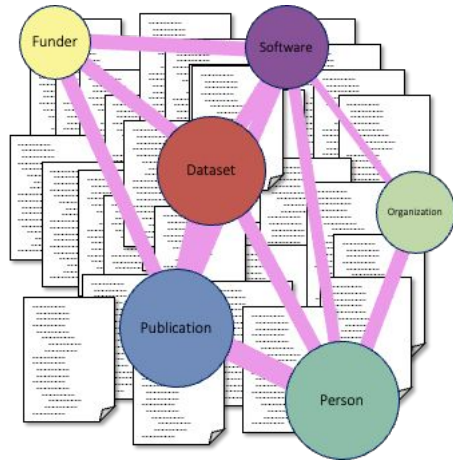 Funder
Software
Dataset
Organization
Publication
Person